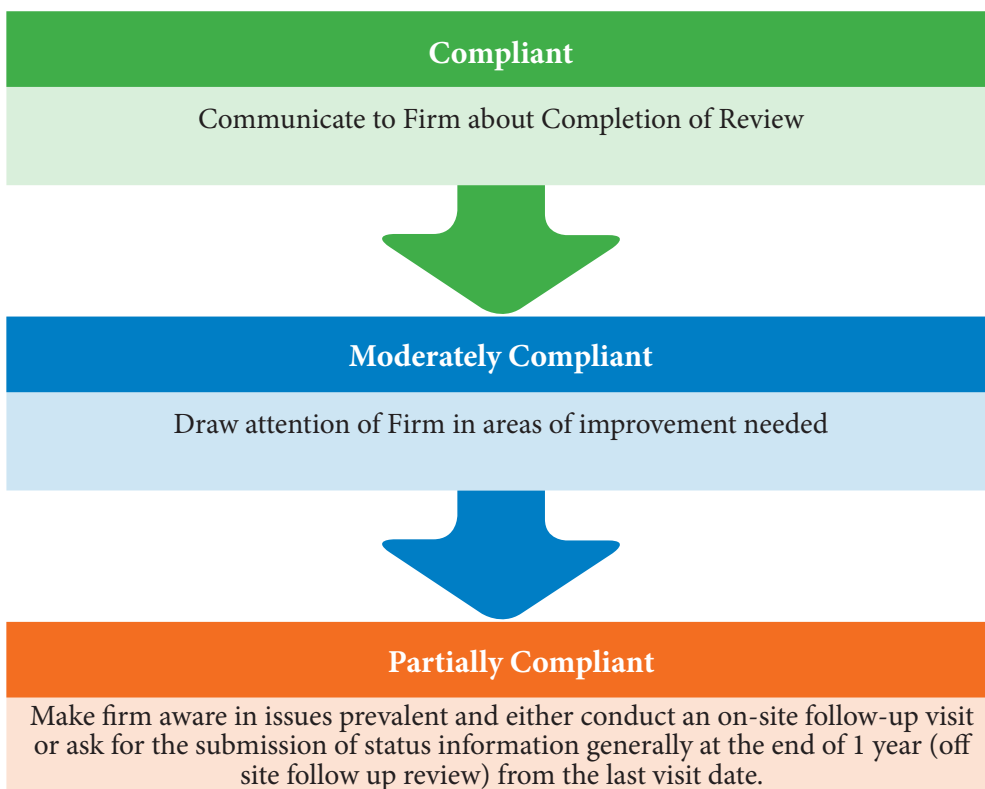 Compliant
Communicate to Firm about Completion of Review
Moderately Compliant
Draw attention of Firm in areas of improvement needed
Partially Compliant
Make firm aware in issues prevalent and either conduct an on-site follow-up visit
or ask for the submission of status information generally at the end of 1 year (off
site follow up review) from the last visit date.